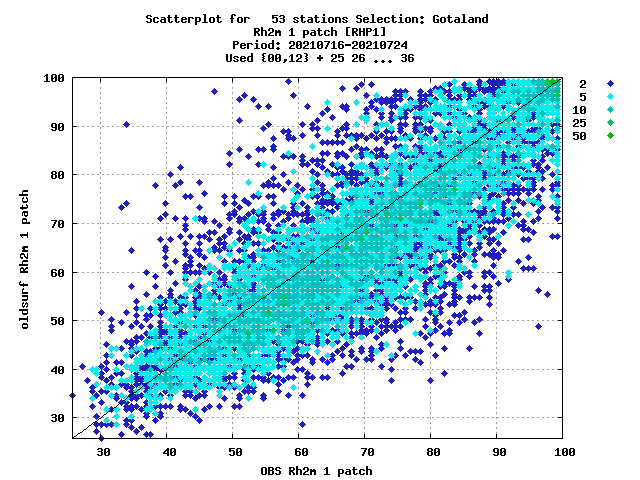 Scatterplot for   53 stations Selection: Gotaland
Rh2m 1 patch [RHP1]
Period: 20210716-20210724
Used {00,12} + 25 26 ... 36
100
90
80
70
60
50
40
30
oldsurf Rh2m 1 patch
30 40 50 60 70 80 90 100
OBS Rh2m 1 patch
2
5
10
25
50